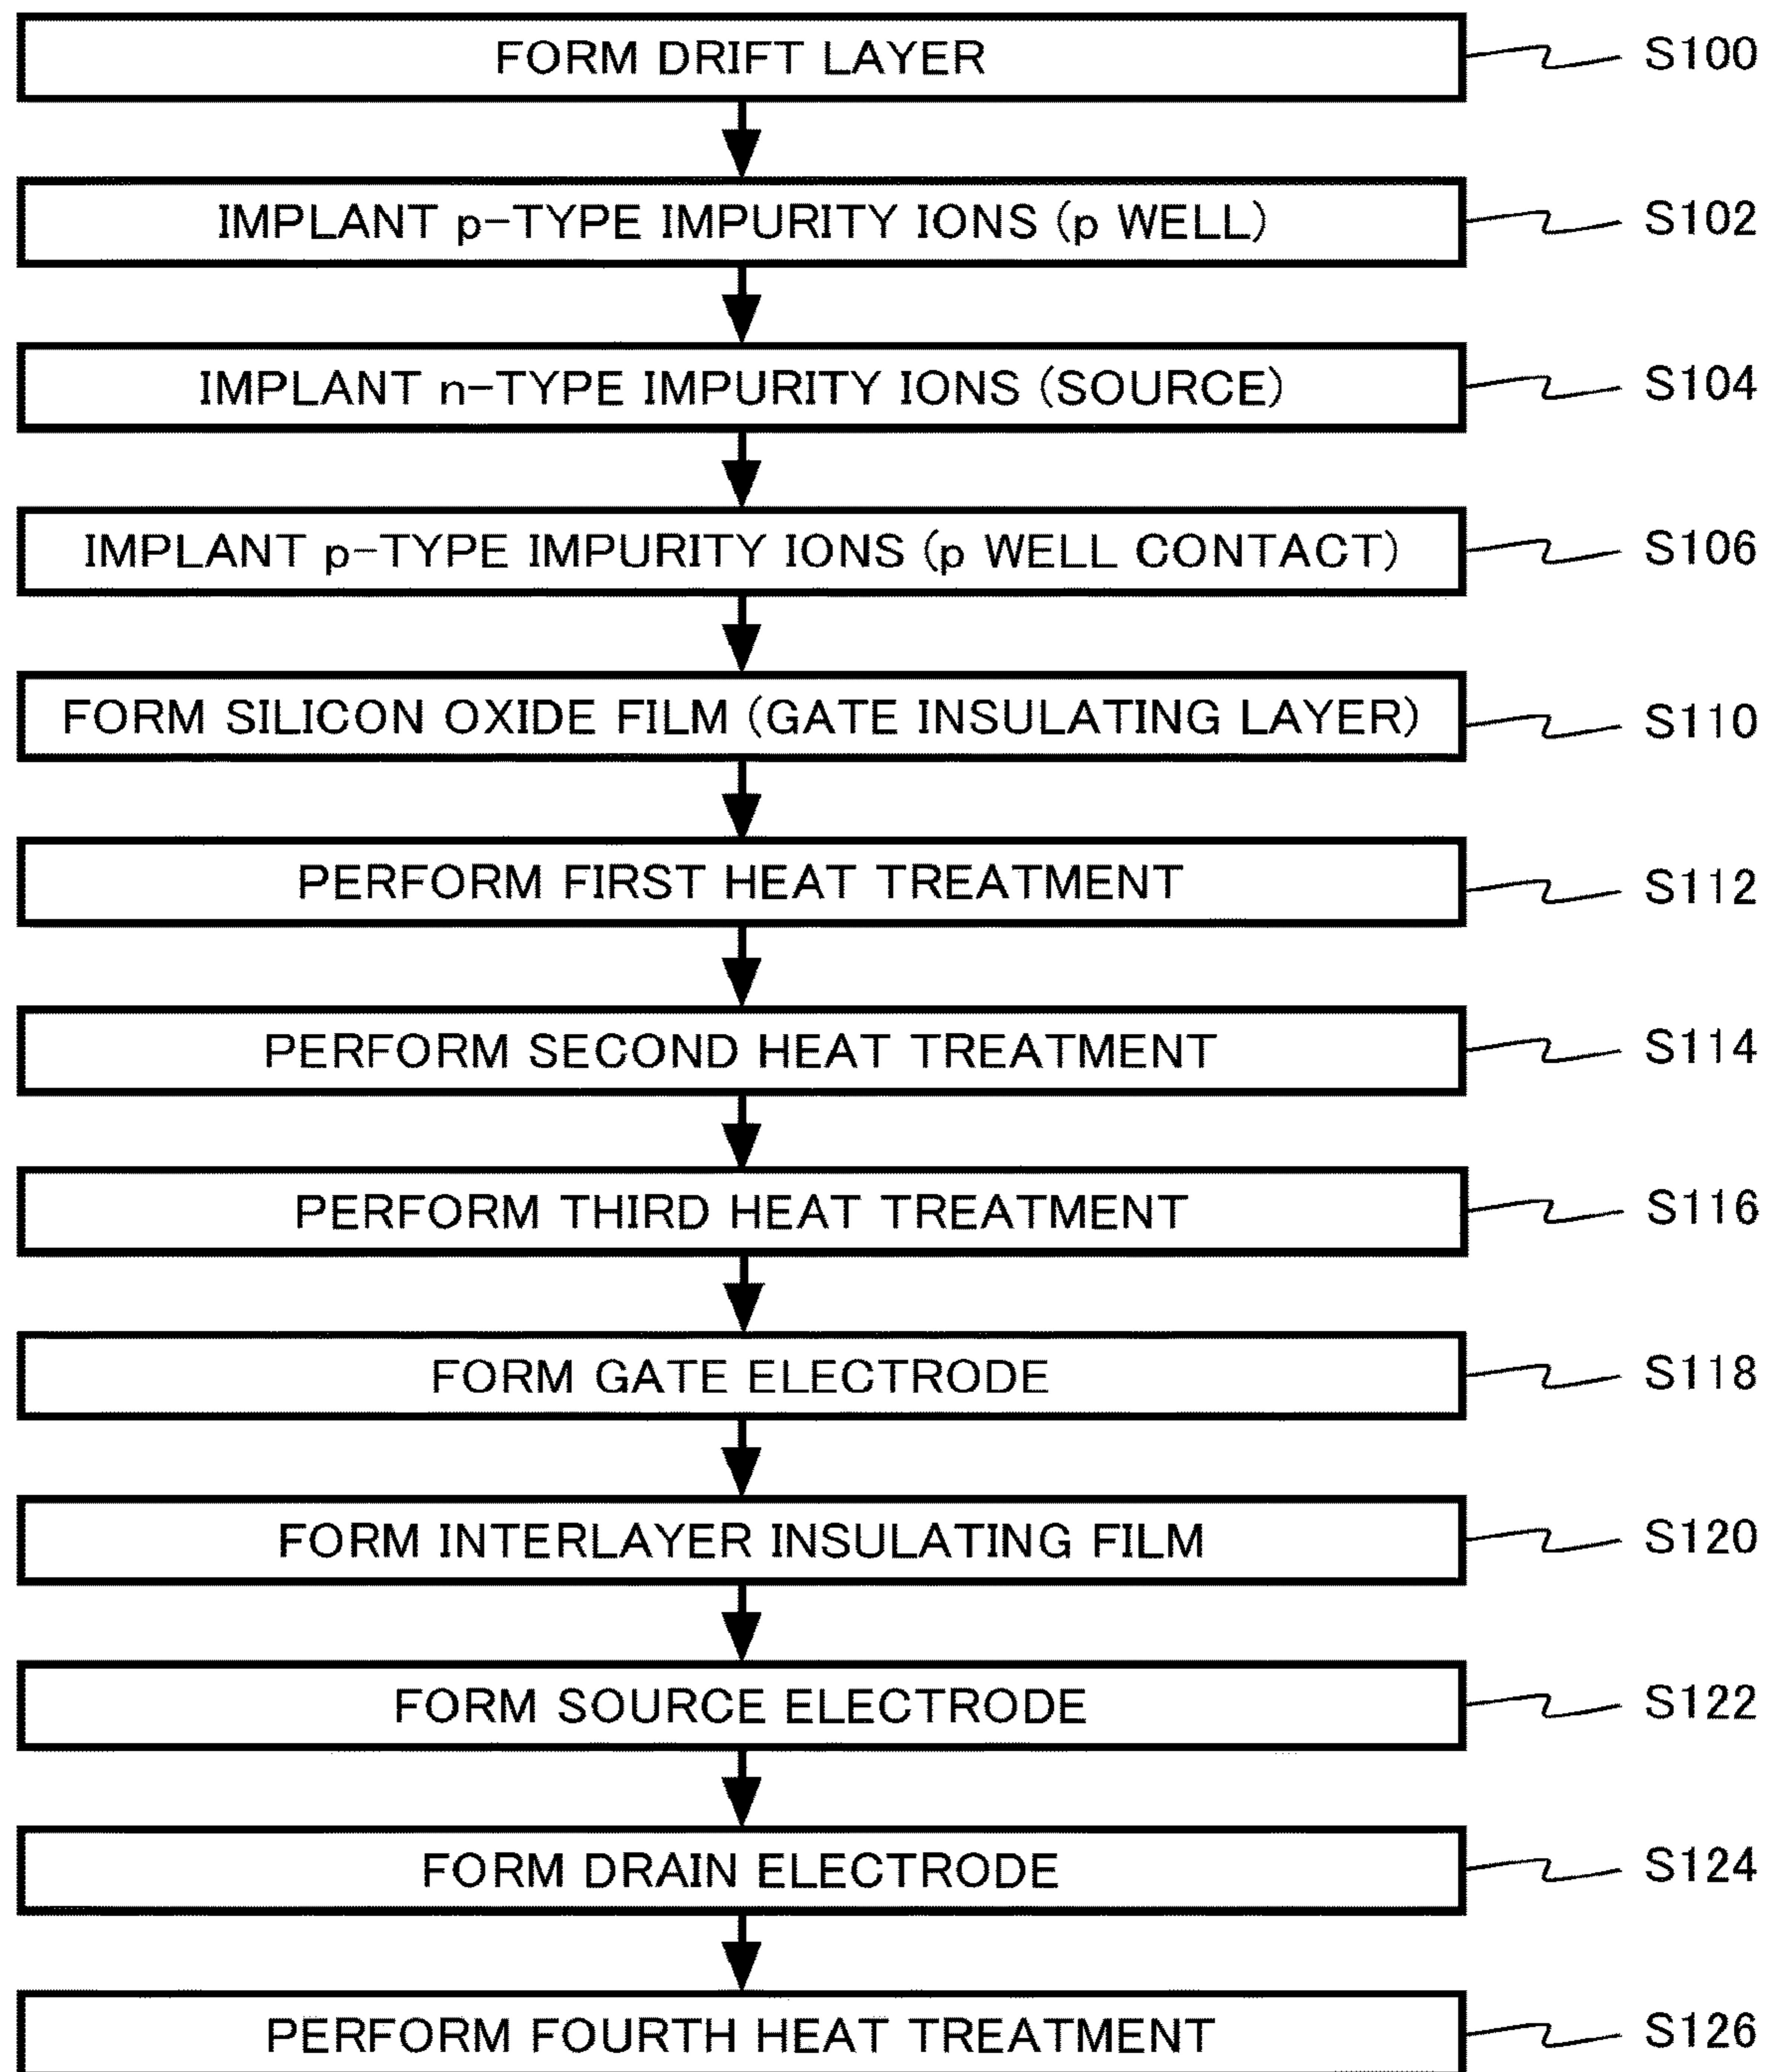 FORM DRIFT LAYER S100
IMPLANT p-TYPE IMPURITY IONS (p WELL) S102
IMPLANT n-TYPE IMPURITY IONS (SOURCE) S104
IMPLANT p-TYPE IMPURITY IONS (p WELL CONTACT) S106
FORM SILICON OXIDE FILM (GATE INSULATING LAYER) S110
PERFORM FIRST HEAT TREATMENT S112
PERFORM SECOND HEAT TREATMENT S114
PERFORM THIRD HEAT TREATMENT S116
FORM GATE ELECTRODE S118
FORM INTERLAYER INSULATING FILM S120
FORM SOURCE ELECTRODE S122
FORM DRAIN ELECTRODE S124
PERFORM FOURTH HEAT TREATMENT S126